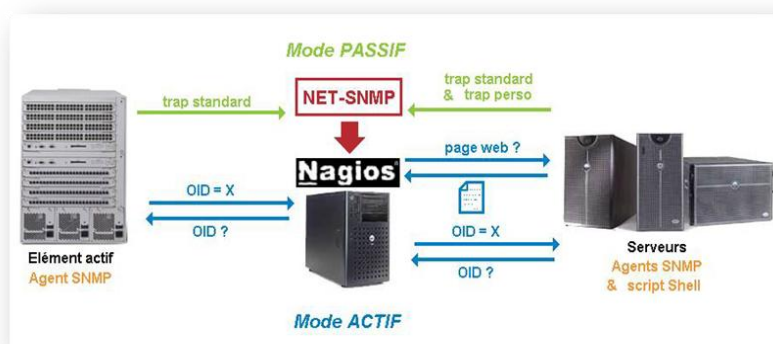 Mode PASSIF
trap standard
NET-SNMP
trap standard
& trap perso
Nagios®
page web ?
OID = X
OID ?
OID = X
OID ?
Elément actif
Agent SNMP
Serveurs
Agents SNMP
& script Shell
Mode ACTIF